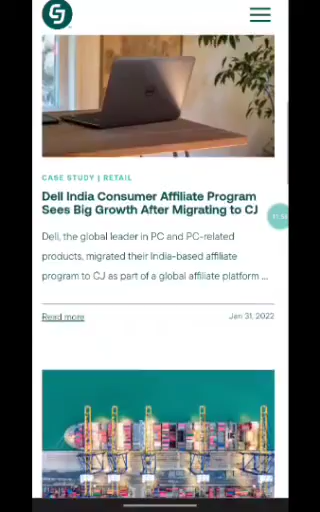 CJ
CASE STUDY | RETAIL
Dell India Consumer Affiliate Program
Sees Big Growth After Migrating to CJ
Dell, the global leader in PC and PC-related
products, migrated their India-based affiliate
program to CJ as part of a global affiliate platform ...
Read more
Jan 31, 2022